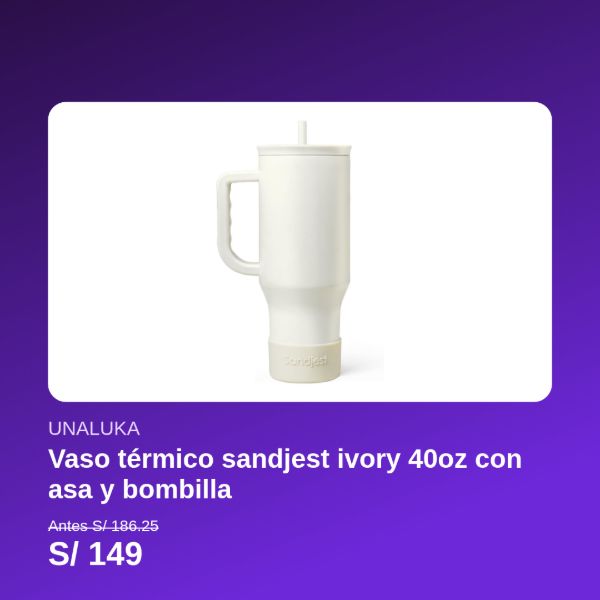 Sandjest
UNALUKA
Vaso térmico sandjest ivory 40oz con
asa y bombilla
Antes S/ 186.25
S/ 149